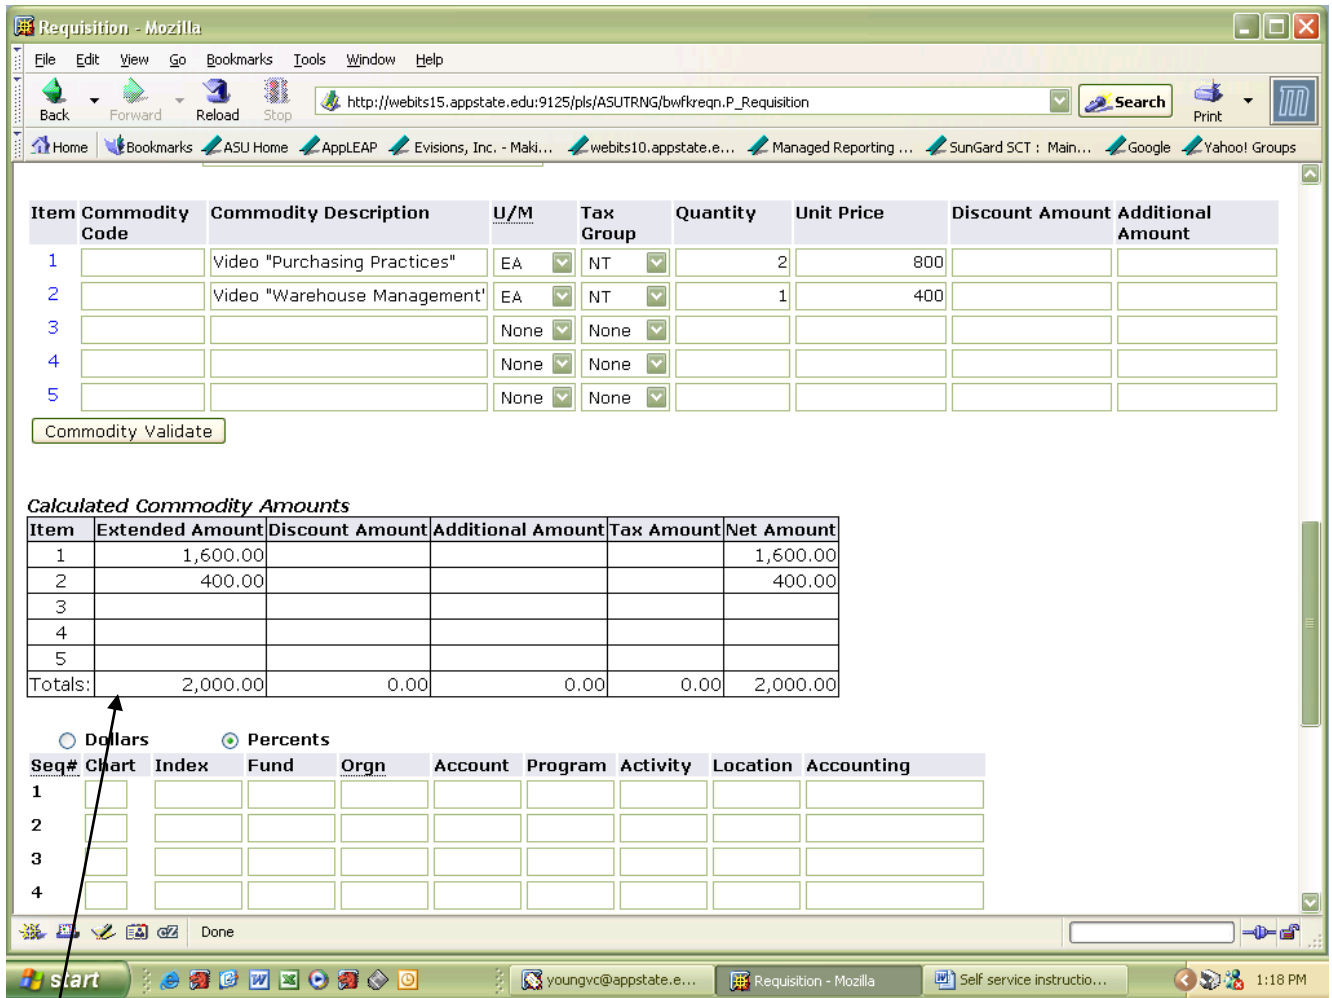 Requisition - Mozilla
File Edit View Go Bookmarks Tools Window Help
Back Forward Reload Stop http://webits15.appstate.edu:9125/pls/ASUTRNG/bwfkreqn.P_Requisition Search Print
Home Bookmarks ASU Home AppLEAP Evisions, Inc. - Maki... webits10.appstate.e... Managed Reporting ... SunGard SCT : Main... Google Yahoo! Groups
Item Commodity Code Commodity Description U/M Tax Group Quantity Unit Price Discount Amount Additional Amount
1 Video "Purchasing Practices" EA NT 2 800
2 Video "Warehouse Management" EA NT 1 400
3 None None
4 None None
5 None None
Commodity Validate
Calculated Commodity Amounts
Item Extended Amount Discount Amount Additional Amount Tax Amount Net Amount
1 1,600.00 1,600.00
2 400.00 400.00
3
4
5
Totals: 2,000.00 0.00 0.00 0.00 2,000.00
Dollars Percents
Seq# Chart Index Fund Orgn Account Program Activity Location Accounting
1
2
3
4
Done
start youngvc@appstate.e... Requisition - Mozilla Self service instructio... 1:18 PM